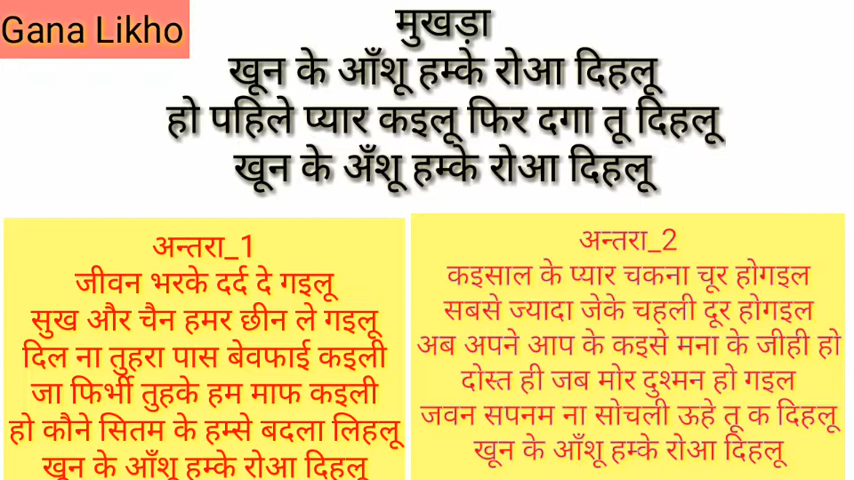 Gana Likho
मुखड़ा
खून के आँशू हम्के रोआ दिहलू
हो पहिले प्यार कइलू फिर दगा तू दिहलू
खून के अँशू हम्के रोआ दिहलू
अन्तरा_1
जीवन भरके दर्द दे गइलू
सुख और चैन हमर छीन ले गइलू
दिल ना तुहरा पास बेवफाई कइली
जा फिर्भी तुहके हम माफ कइली
हो कौने सितम के हम्से बदला लिहलू
खून के आँशू हम्के रोआ दिहलू
अन्तरा_2
कइसाल के प्यार चकना चूर होगइल
सबसे ज्यादा जेके चहली दूर होगइल
अब अपने आप के कइसे मना के जीही हो
दोस्त ही जब मोर दुश्मन हो गइल
जवन सपनम ना सोचली ऊहे तू क दिहलू
खून के आँशू हम्के रोआ दिहलू